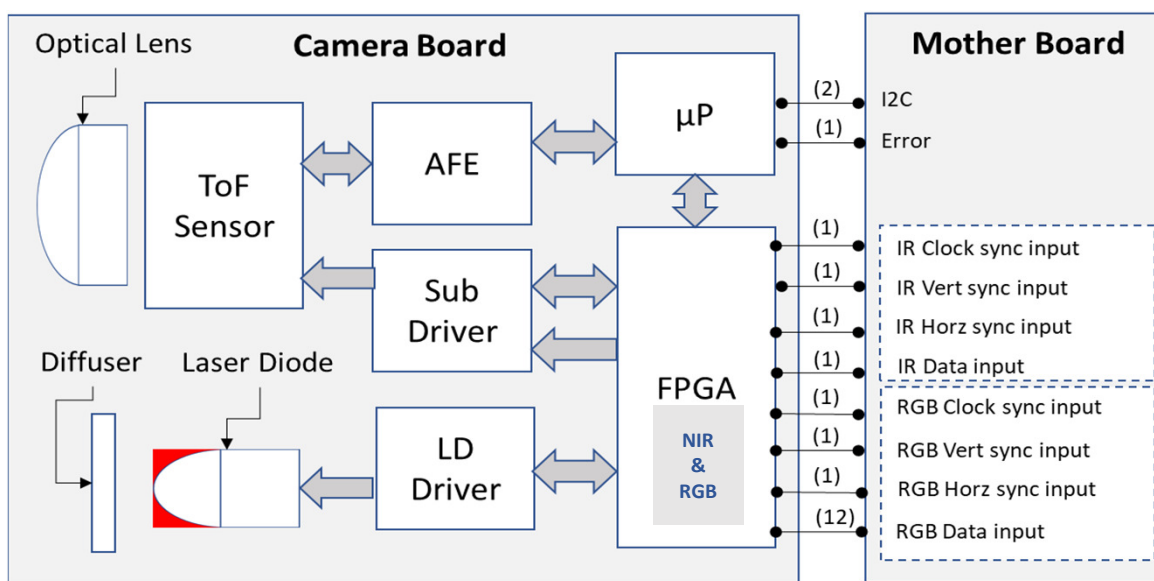 Camera Board
Mother Board
Optical Lens
ToF
Sensor
AFE
µP
(2)
I2C
(1)
Error
Sub
Driver
FPGA
NIR
&
RGB
(1)
IR Clock sync input
(1)
IR Vert sync input
(1)
IR Horz sync input
(1)
IR Data input
(1)
RGB Clock sync input
(1)
RGB Vert sync input
(1)
RGB Horz sync input
(12)
RGB Data input
Diffuser
Laser Diode
LD
Driver